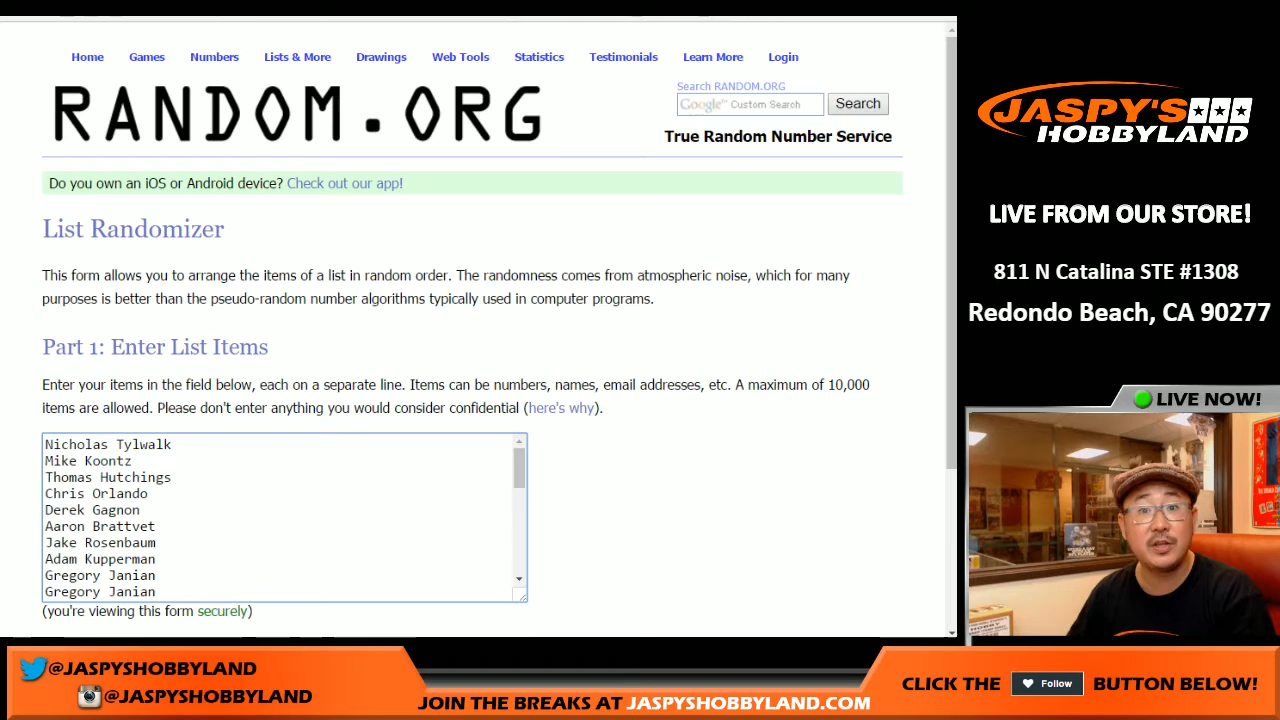 Home Games Numbers Lists & More Drawings Web Tools Statistics Testimonials Learn More Login
RANDOM.ORG
Search RANDOM.ORG
Google™ Custom Search Search
True Random Number Service
Do you own an iOS or Android device? Check out our app!
List Randomizer
This form allows you to arrange the items of a list in random order. The randomness comes from atmospheric noise, which for many
purposes is better than the pseudo-random number algorithms typically used in computer programs.
Part 1: Enter List Items
Enter your items in the field below, each on a separate line. Items can be numbers, names, email addresses, etc. A maximum of 10,000
items are allowed. Please don't enter anything you would consider confidential (here's why).
Nicholas Tylwalk
Mike Koontz
Thomas Hutchings
Chris Orlando
Derek Gagnon
Aaron Brattvet
Jake Rosenbaum
Adam Kupperman
Gregory Janian
Gregory Janian
(you're viewing this form securely)
JASPY'S
HOBBYLAND
LIVE FROM OUR STORE!
811 N Catalina STE #1308
Redondo Beach, CA 90277
LIVE NOW!
@JASPYSHOBBYLAND
@JASPYSHOBBYLAND
JOIN THE BREAKS AT JASPYSHOBBYLAND.COM
CLICK THE Follow BUTTON BELOW!